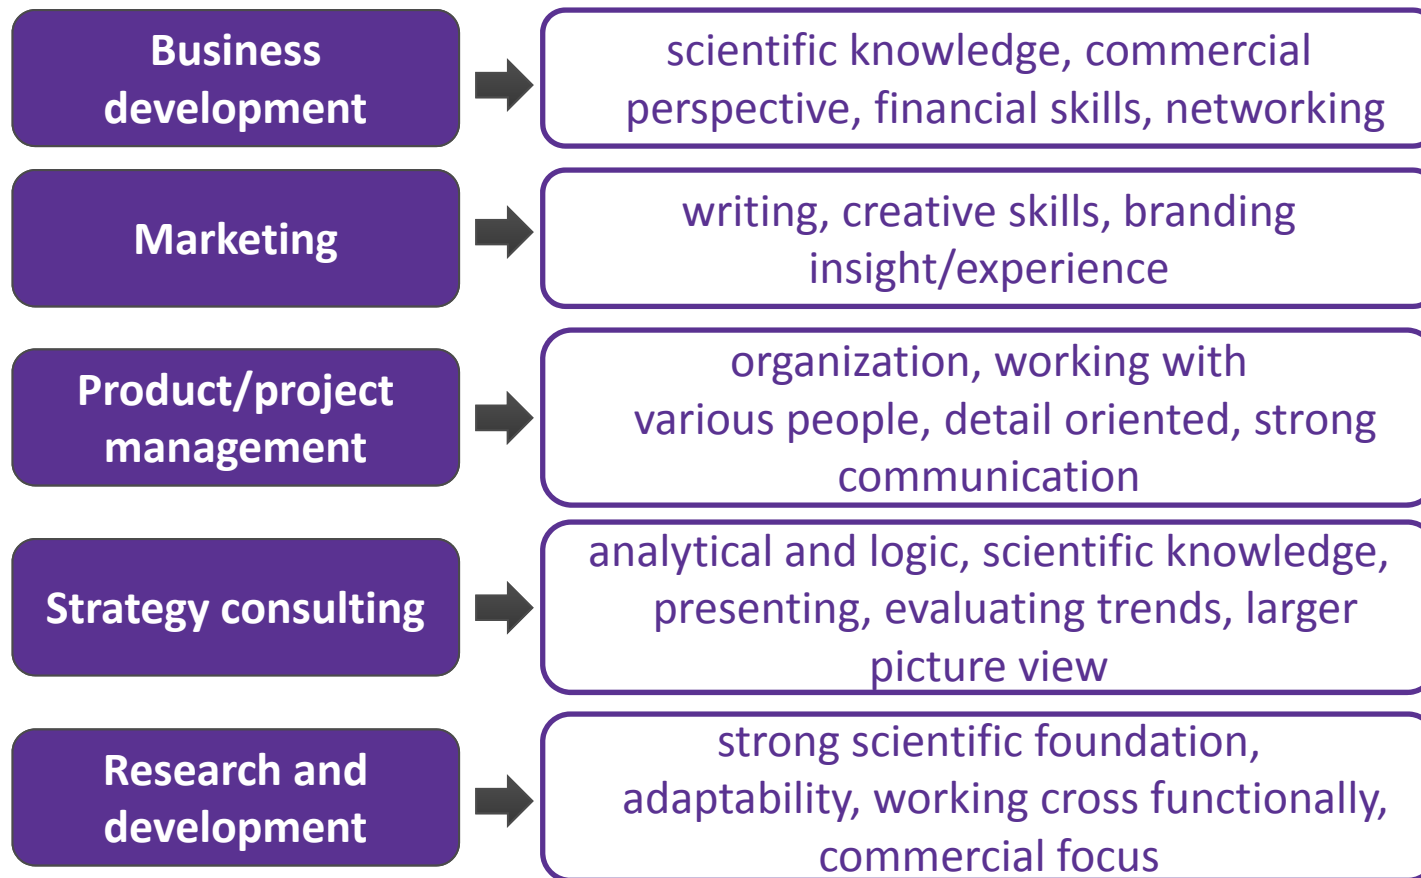 Business
development
scientific knowledge, commercial
perspective, financial skills, networking
Marketing
writing, creative skills, branding
insight/experience
Product/project
management
organization, working with
various people, detail oriented, strong
communication
Strategy consulting
analytical and logic, scientific knowledge,
presenting, evaluating trends, larger
picture view
Research and
development
strong scientific foundation,
adaptability, working cross functionally,
commercial focus